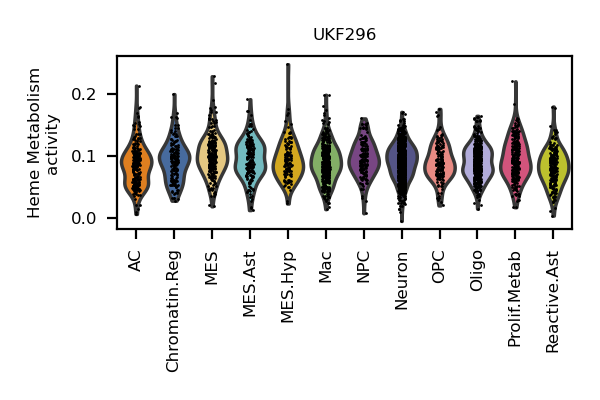 UKF296
Heme Metabolism
activity
0.2
0.1
0.0
AC
Chromatin.Reg
MES
MES.Ast
MES.Hyp
Mac
NPC
Neuron
OPC
Oligo
Prolif.Metab
Reactive.Ast